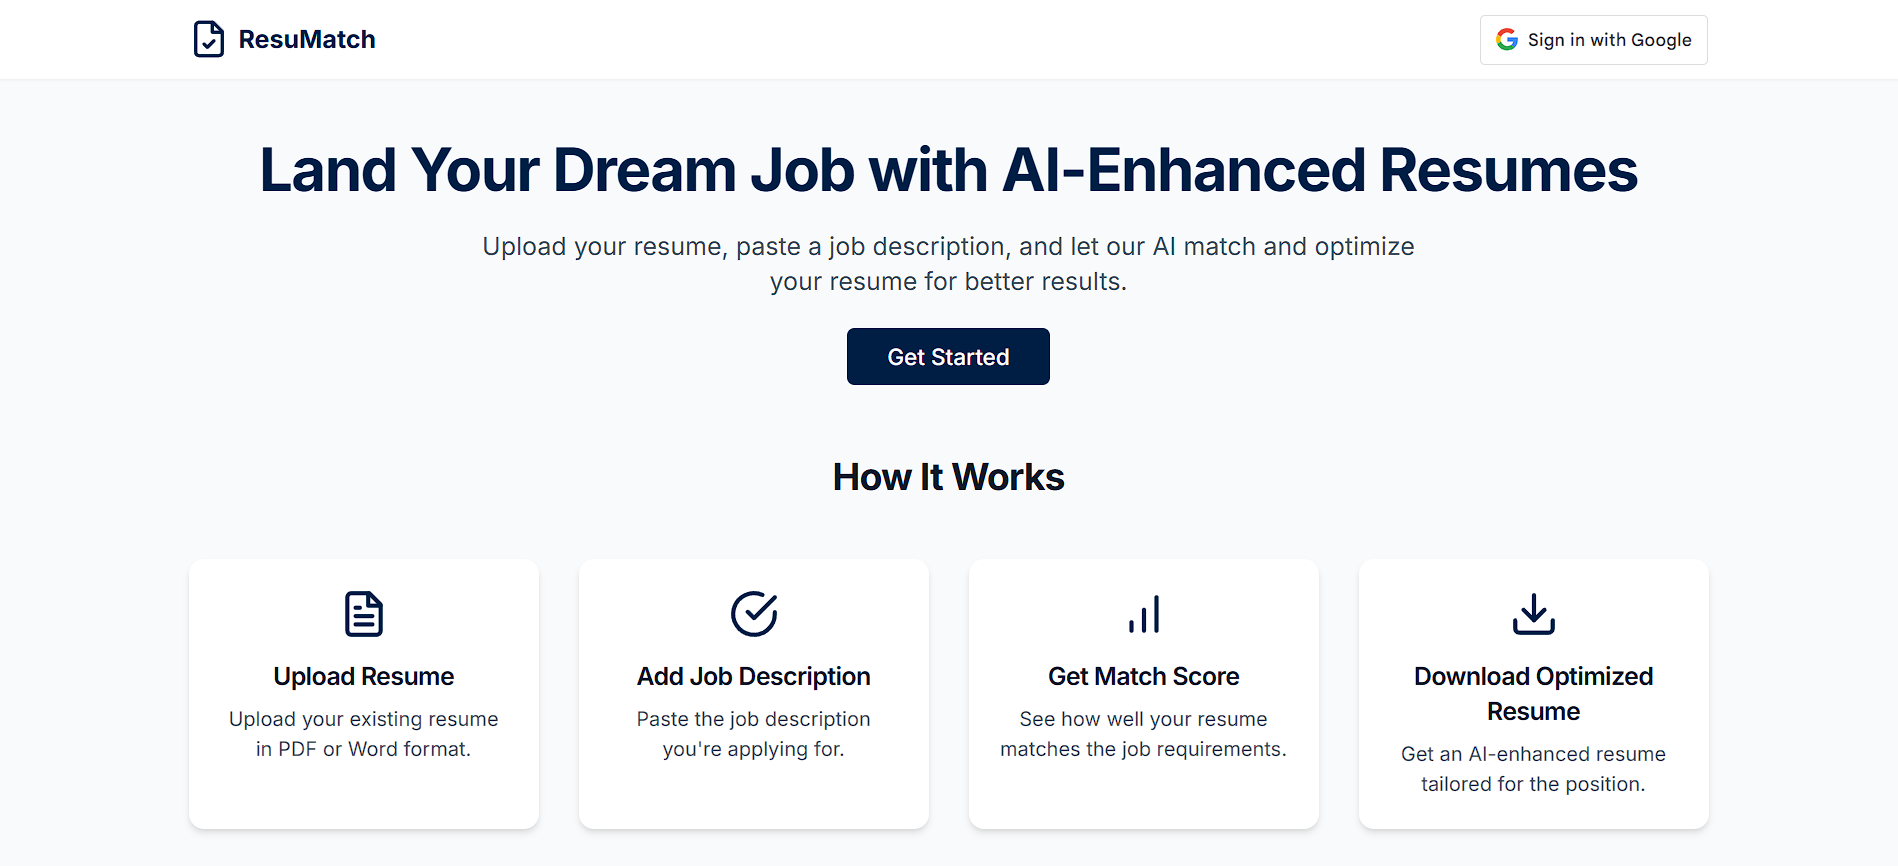 ResuMatch
Sign in with Google
Land Your Dream Job with AI-Enhanced Resumes
Upload your resume, paste a job description, and let our AI match and optimize
your resume for better results.
Get Started
How It Works
Upload Resume
Upload your existing resume
in PDF or Word format.
Add Job Description
Paste the job description
you're applying for.
Get Match Score
See how well your resume
matches the job requirements.
Download Optimized
Resume
Get an AI-enhanced resume
tailored for the position.